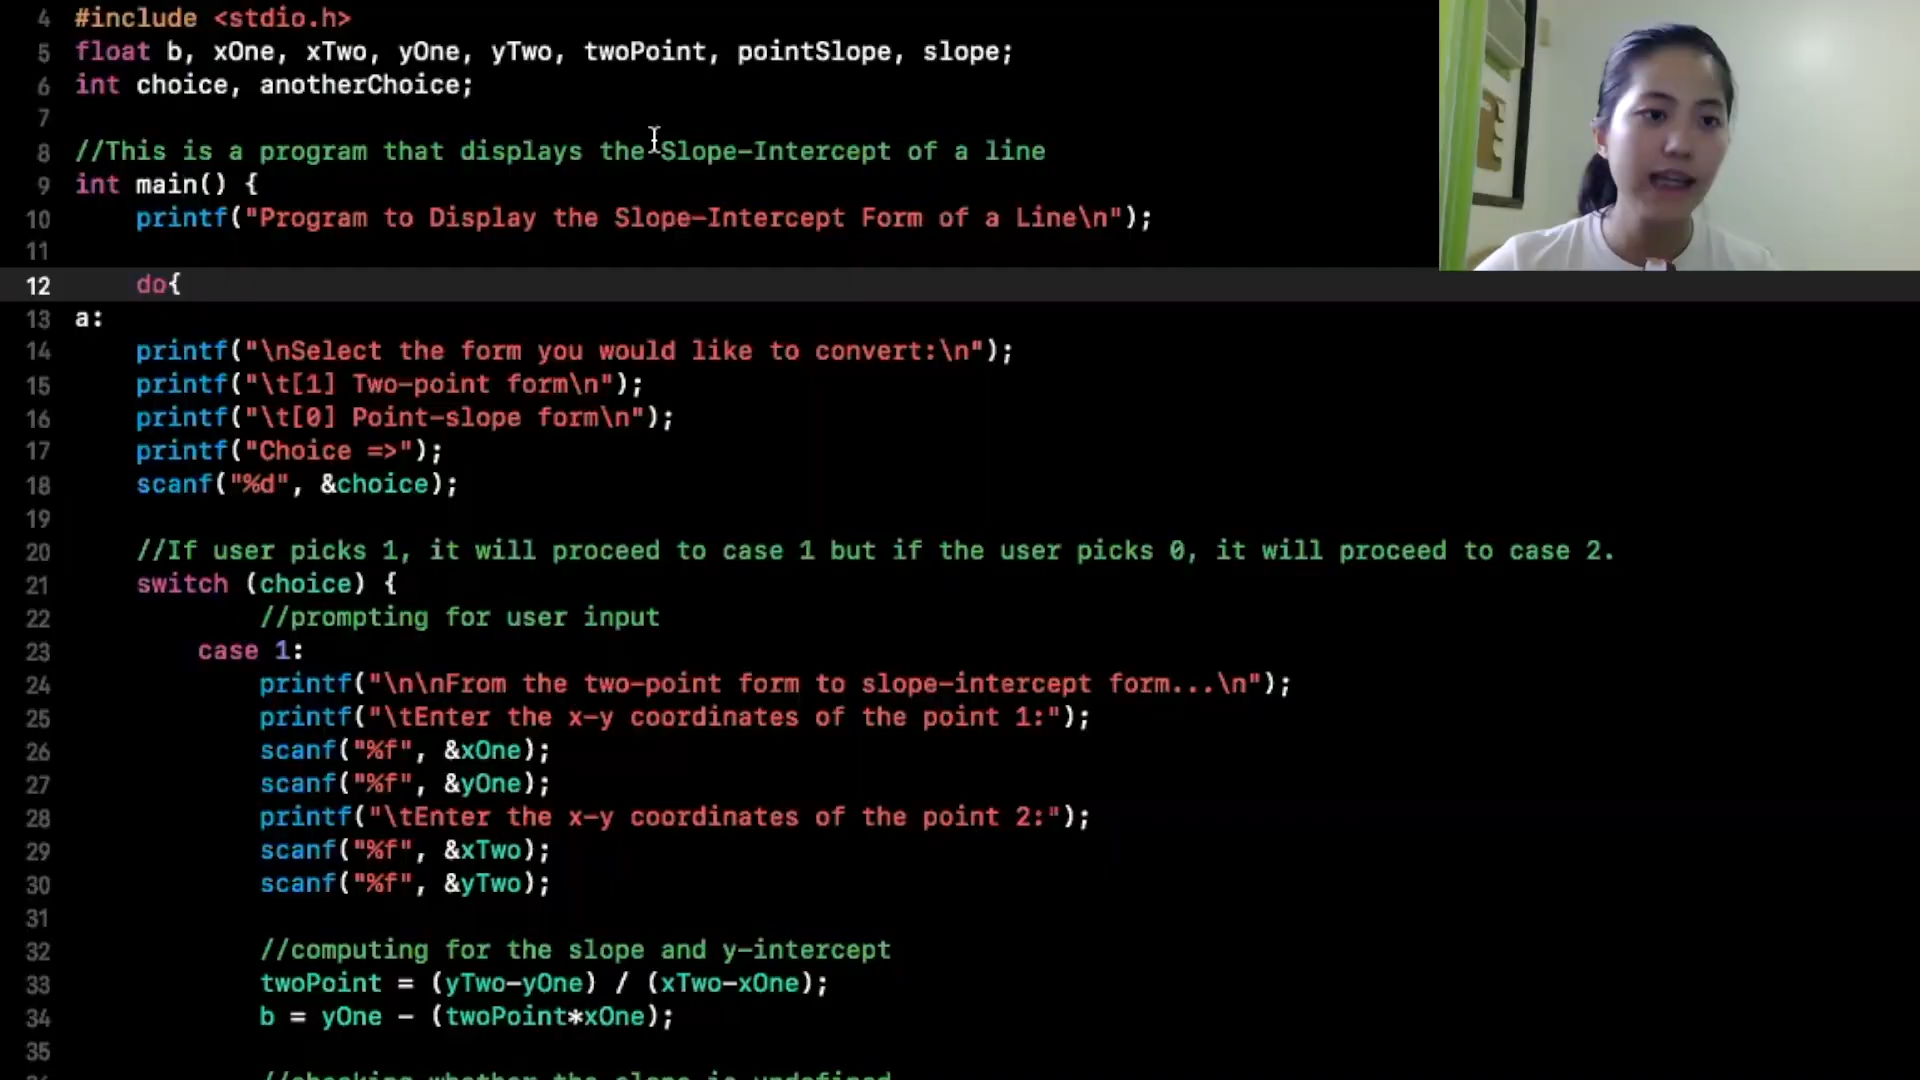 4 #include <stdio.h>
5 float b, xOne, xTwo, yOne, yTwo, twoPoint, pointSlope, slope;
6 int choice, anotherChoice;
7
8 //This is a program that displays the Slope-Intercept of a line
9 int main() {
10 printf("Program to Display the Slope-Intercept Form of a Line\n");
11
12 do{
13 a:
14 printf("\nSelect the form you would like to convert:\n");
15 printf("\t[1] Two-point form\n");
16 printf("\t[0] Point-slope form\n");
17 printf("Choice =>");
18 scanf("%d", &choice);
19
20 //If user picks 1, it will proceed to case 1 but if the user picks 0, it will proceed to case 2.
21 switch (choice) {
22 //prompting for user input
23 case 1:
24 printf("\n\nFrom the two-point form to slope-intercept form...\n");
25 printf("\tEnter the x-y coordinates of the point 1:");
26 scanf("%f", &xOne);
27 scanf("%f", &yOne);
28 printf("\tEnter the x-y coordinates of the point 2:");
29 scanf("%f", &xTwo);
30 scanf("%f", &yTwo);
31
32 //computing for the slope and y-intercept
33 twoPoint = (yTwo-yOne) / (xTwo-xOne);
34 b = yOne - (twoPoint*xOne);
35
//checking whether the slope is undefined